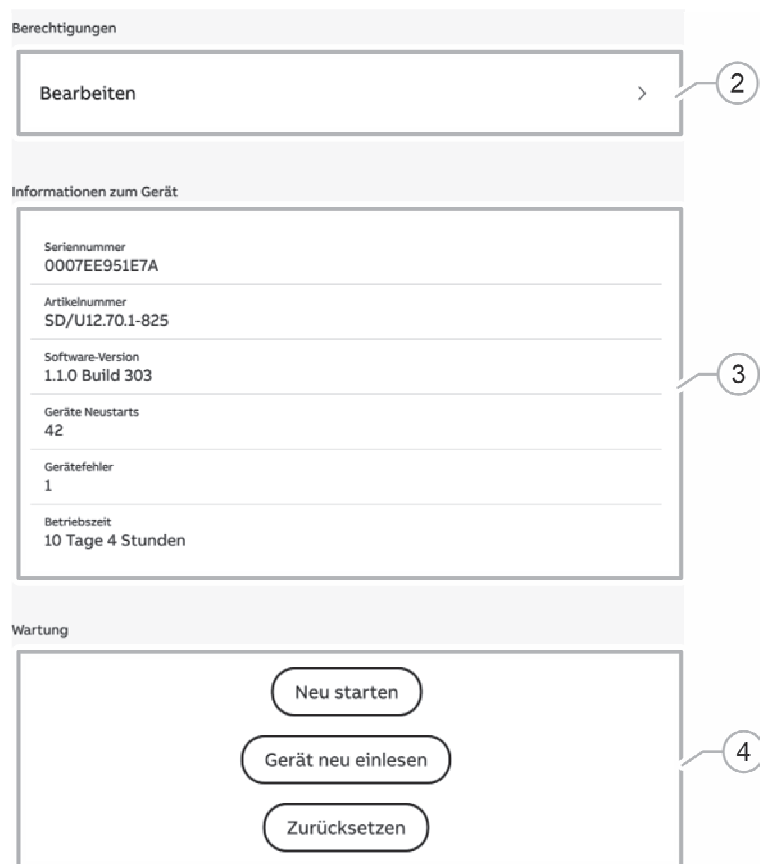 Berechtigungen
Bearbeiten
2
Informationen zum Gerät
Seriennummer
0007EE951E7A
Artikelnummer
SD/U12.70.1-825
Software-Version
1.1.0 Build 303
Geräte Neustarts
42
3
Gerätefehler
1
Betriebszeit
10 Tage 4 Stunden
Wartung
Neu starten
Gerät neu einlesen
4
Zurücksetzen